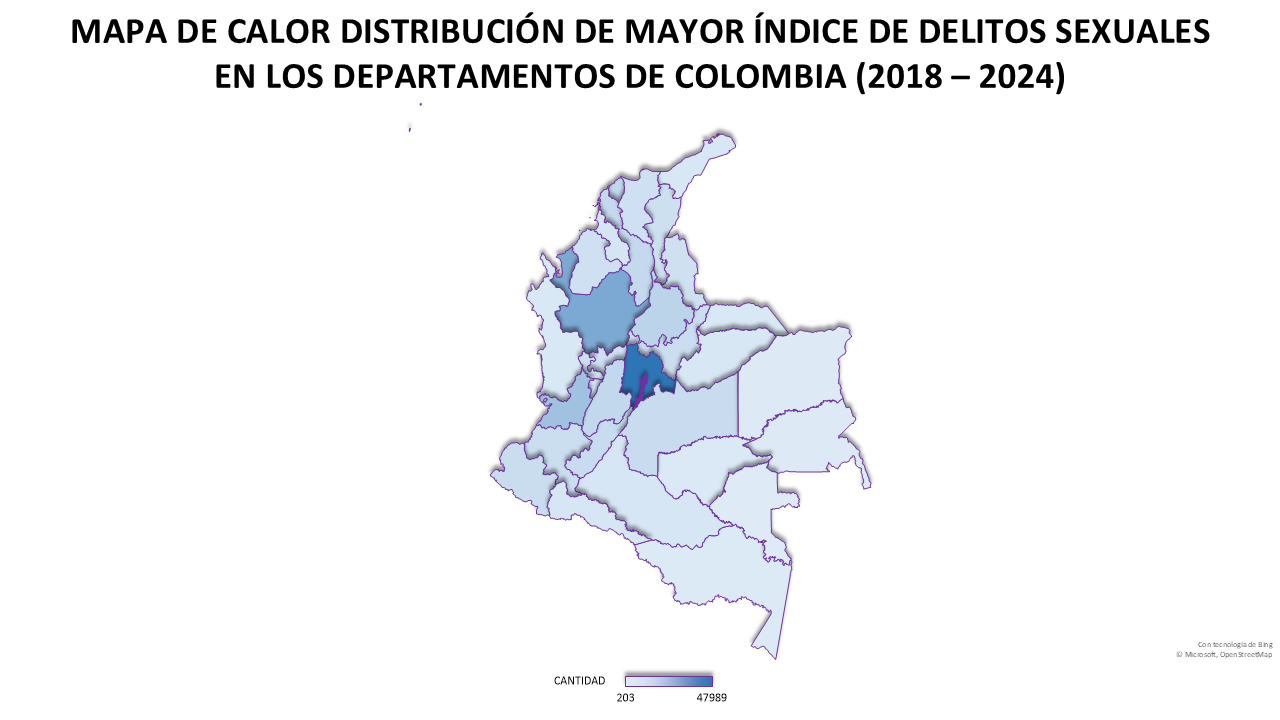 MAPA DE CALOR DISTRIBUCIÓN DE MAYOR ÍNDICE DE DELITOS SEXUALES
EN LOS DEPARTAMENTOS DE COLOMBIA (2018 – 2024)
Con tecnología de Bing
© Microsoft, OpenStreetMap
CANTIDAD
203 47989